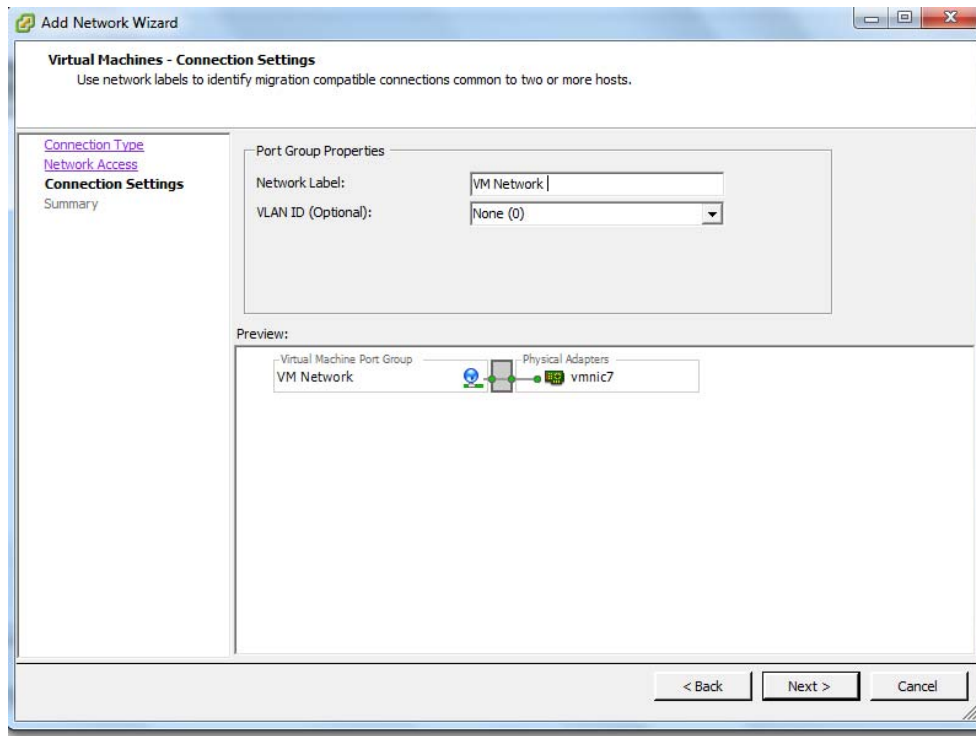 Add Network Wizard
Virtual Machines - Connection Settings
Use network labels to identify migration compatible connections common to two or more hosts.
Connection Type
Network Access
Connection Settings
Summary
Port Group Properties
Network Label: VM Network
VLAN ID (Optional): None (0)
Preview:
Virtual Machine Port Group Physical Adapters
VM Network vmnic7
< Back Next > Cancel